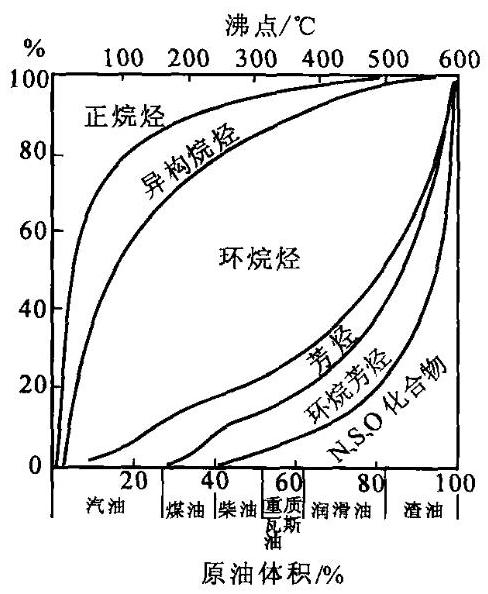 沸点/℃
% 100 200 300 400 500 600
100
正烷烃
异构烷烃
80
60
环烷烃
40
芳烃
环烷芳烃
N、S、O化合物
20
0
20 40 60 80 100
汽油 煤油 柴油 重质瓦斯油 润滑油 渣油
原油体积/%